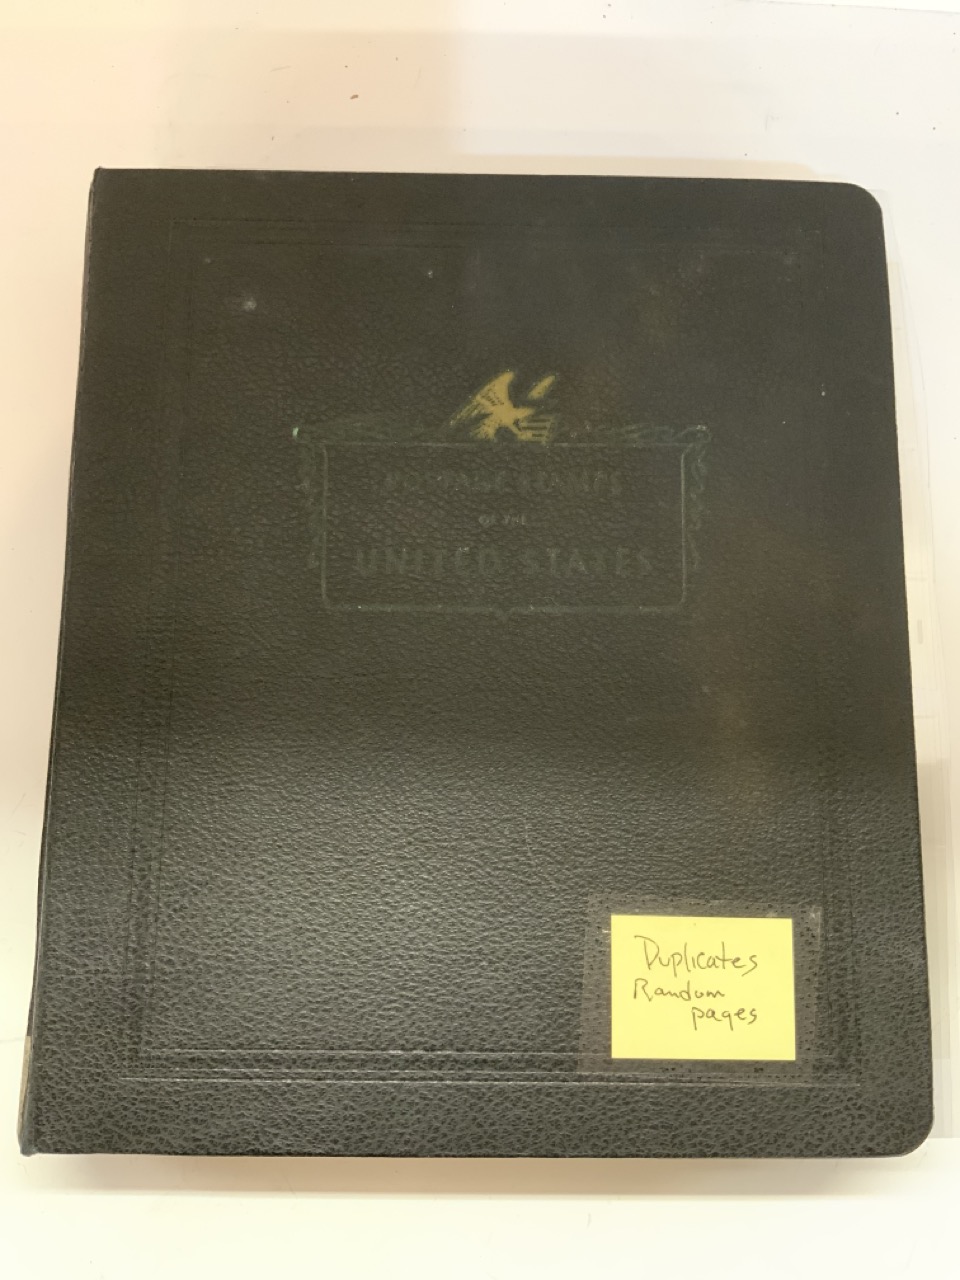 POSTAGE STAMPS
OF THE
UNITED STATES
Duplicates
Random
pages